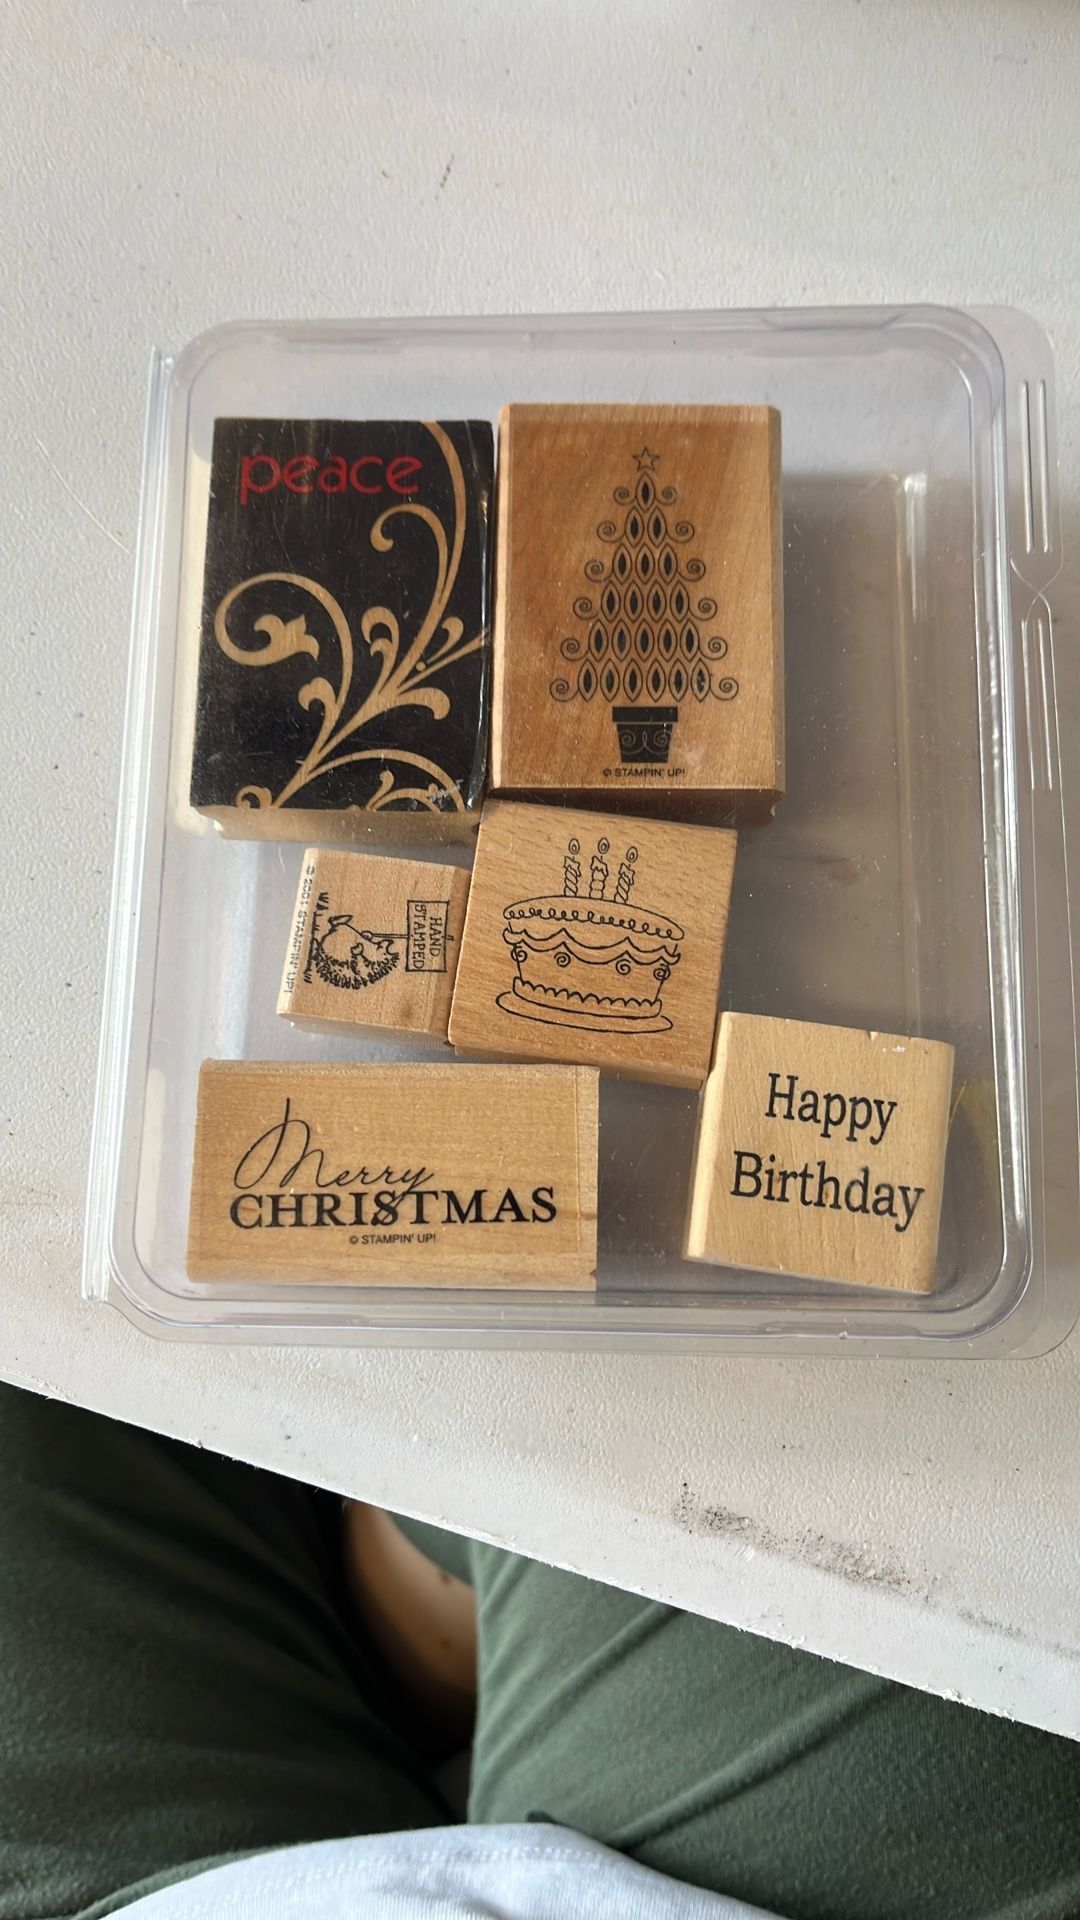 peace
© STAMPIN' UP!
HAND
STAMPED
© 2001 STAMPIN' UP!
Merry
CHRISTMAS
© STAMPIN' UP!
Happy
Birthday